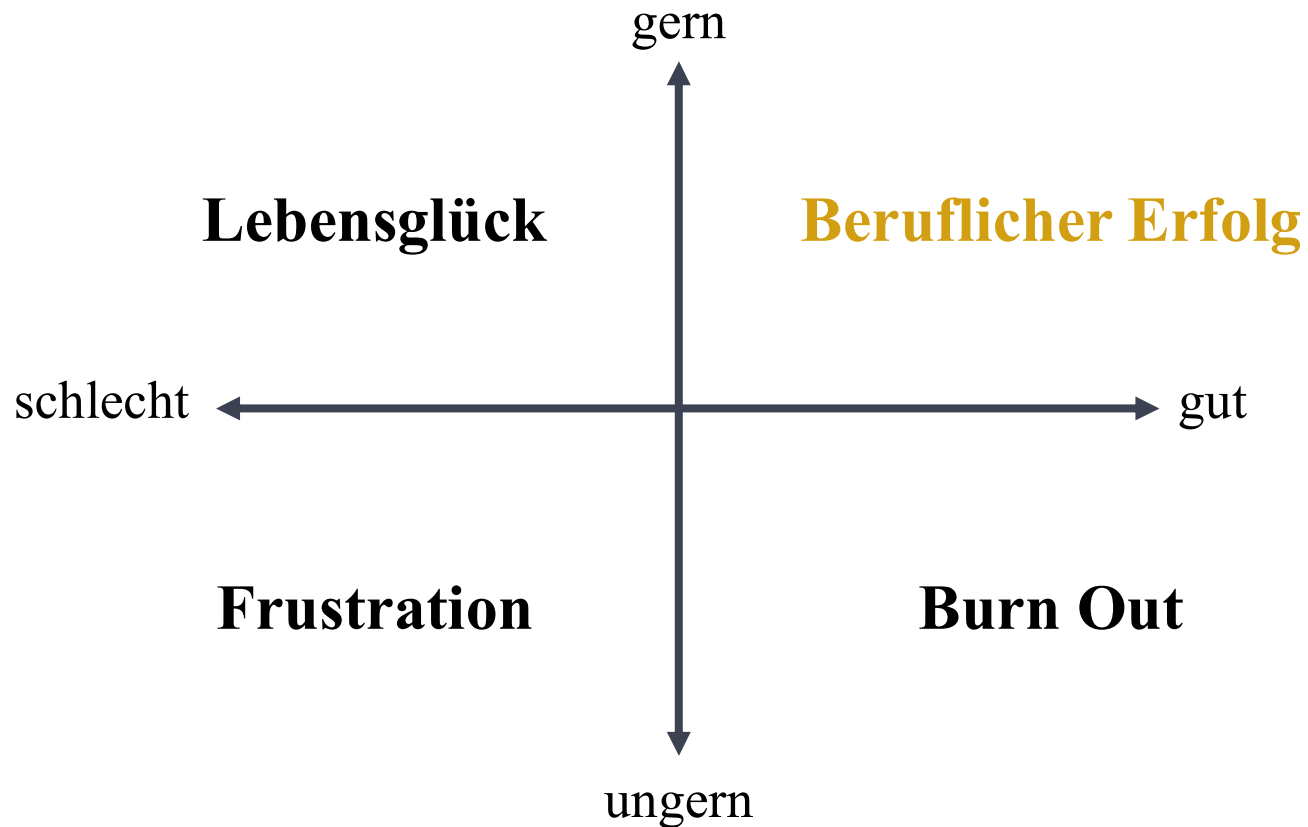 gern
Lebensglück
Beruflicher Erfolg
schlecht
gut
Frustration
Burn Out
ungern